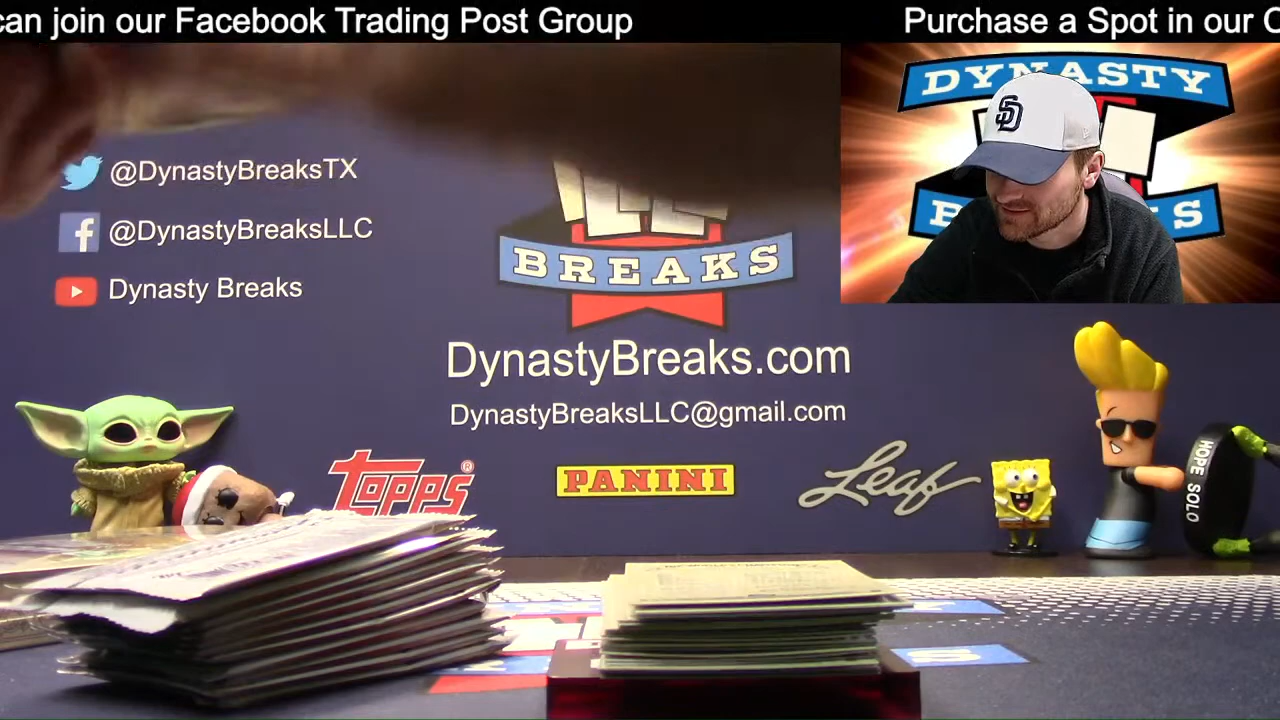 can join our Facebook Trading Post Group
Purchase a Spot in our
DYNASTY
SD
@DynastyBreaksTX
@DynastyBreaksLLC
Dynasty Breaks
BREAKS
DynastyBreaks.com
DynastyBreaksLLC@gmail.com
TOPPS®
PANINI
Leaf
HOPE SOLO